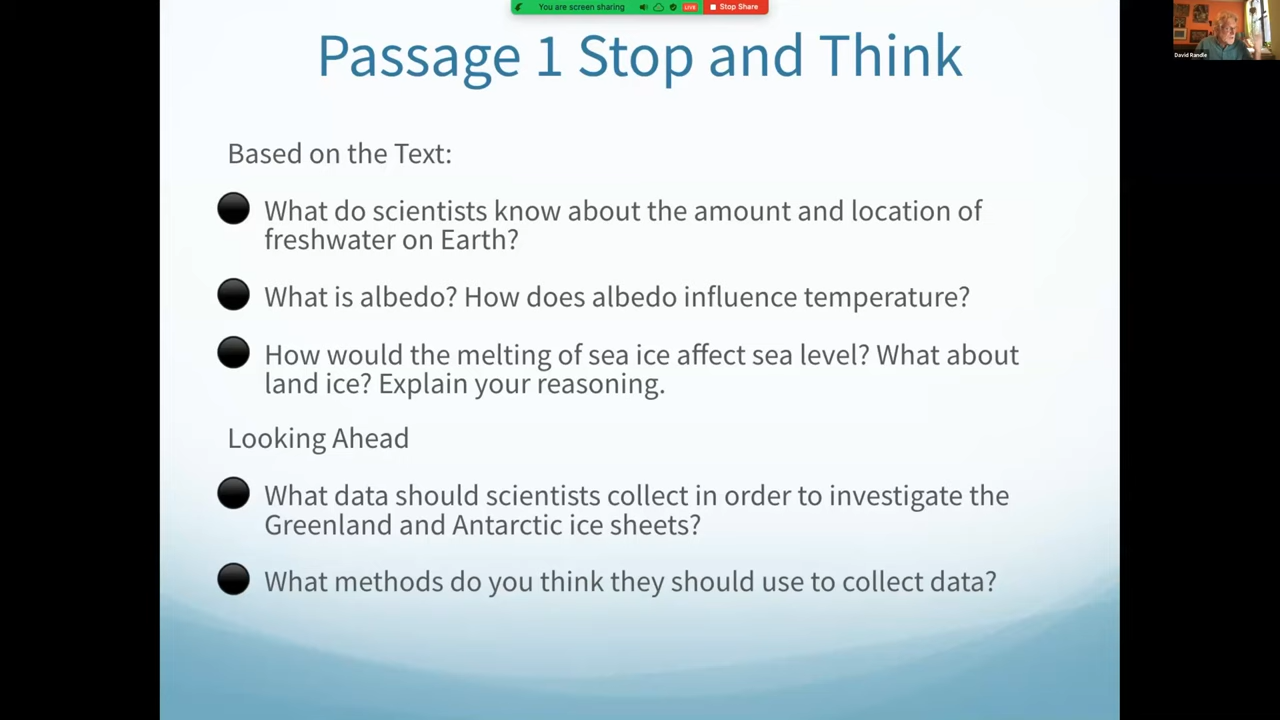 You are screen sharing
LIVE
Stop Share
David Randle
Passage 1 Stop and Think
Based on the Text:
What do scientists know about the amount and location of
freshwater on Earth?
What is albedo? How does albedo influence temperature?
How would the melting of sea ice affect sea level? What about
land ice? Explain your reasoning.
Looking Ahead
What data should scientists collect in order to investigate the
Greenland and Antarctic ice sheets?
What methods do you think they should use to collect data?